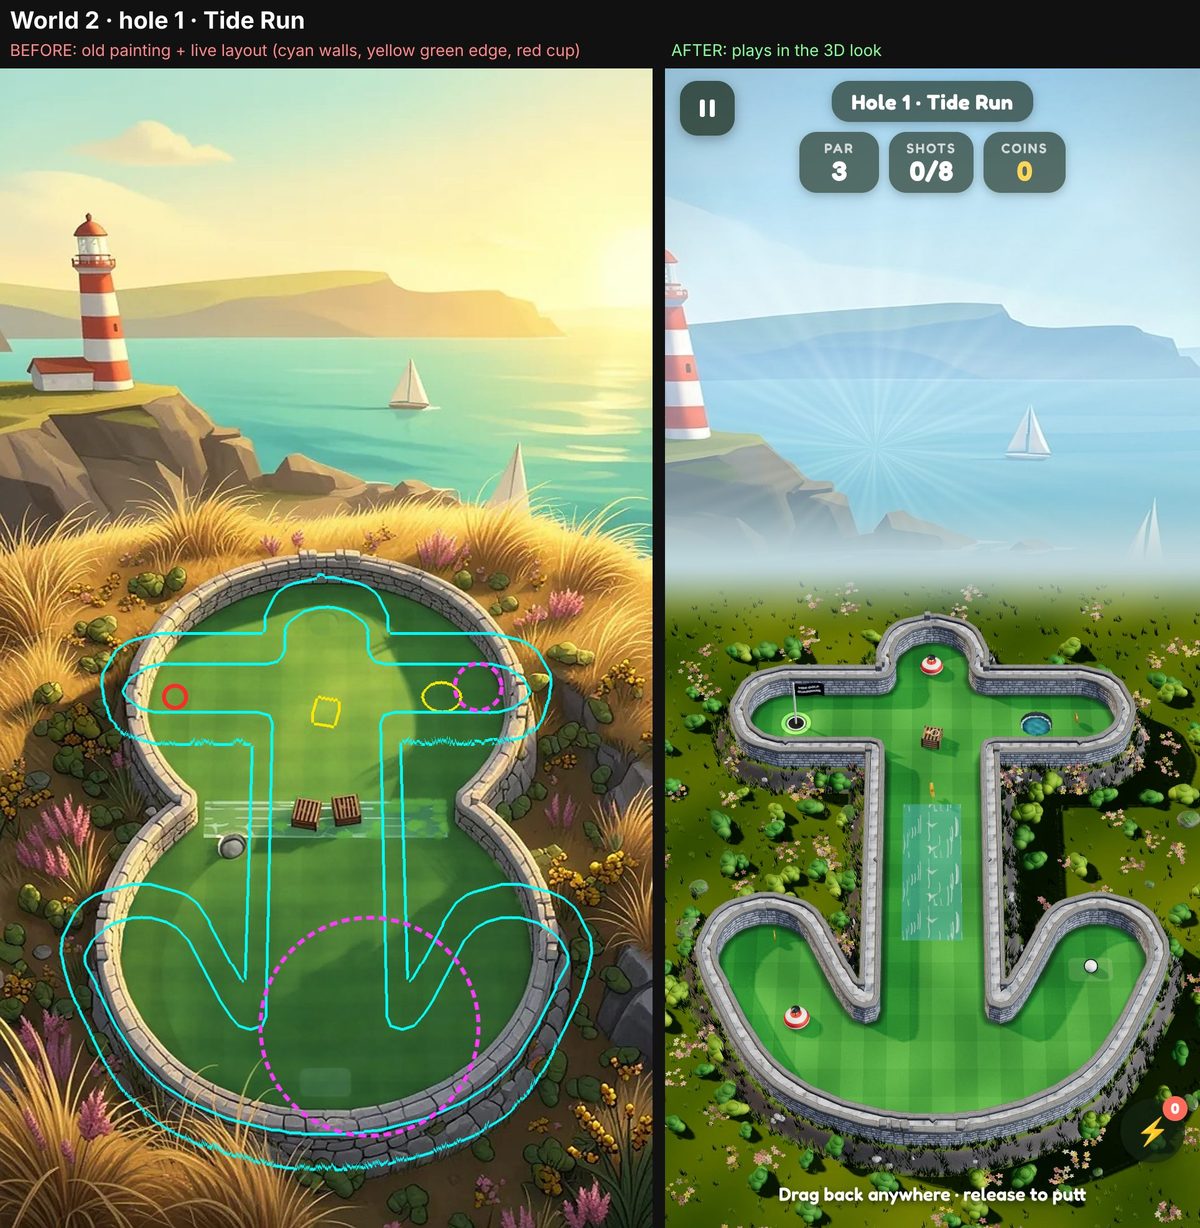 World 2 · hole 1 · Tide Run
BEFORE: old painting + live layout (cyan walls, yellow green edge, red cup)
AFTER: plays in the 3D look
Hole 1 · Tide Run
PAR
3
SHOTS
0/8
COINS
0
0
Drag back anywhere · release to putt